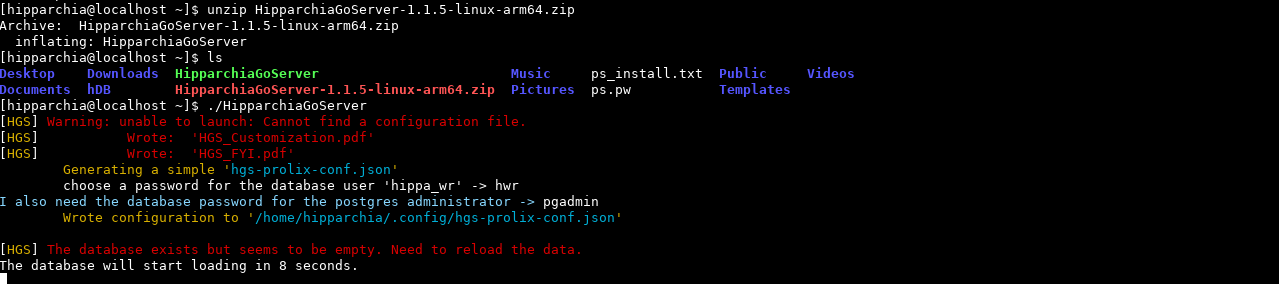 [hipparchia@localhost ~]$ unzip HipparchiaGoServer-1.1.5-linux-arm64.zip
Archive:  HipparchiaGoServer-1.1.5-linux-arm64.zip
  inflating: HipparchiaGoServer
[hipparchia@localhost ~]$ ls
Desktop    Downloads  HipparchiaGoServer                        Music     ps_install.txt  Public     Videos
Documents  hDB        HipparchiaGoServer-1.1.5-linux-arm64.zip  Pictures  ps.pw           Templates
[hipparchia@localhost ~]$ ./HipparchiaGoServer
[HGS] Warning: unable to launch: Cannot find a configuration file.
[HGS]           Wrote:  'HGS_Customization.pdf'
[HGS]           Wrote:  'HGS_FYI.pdf'
        Generating a simple 'hgs-prolix-conf.json'
        choose a password for the database user 'hippa_wr' -> hwr
I also need the database password for the postgres administrator -> pgadmin
        Wrote configuration to '/home/hipparchia/.config/hgs-prolix-conf.json'
[HGS] The database exists but seems to be empty. Need to reload the data.
The database will start loading in 8 seconds.